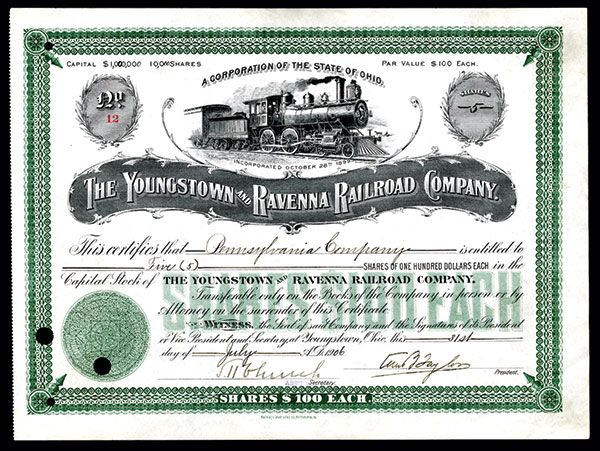 CAPITAL $1,000,000 10,000 SHARES PAR VALUE $100 EACH.
A CORPORATION OF THE STATE OF OHIO.
No. SHARES
12 5
INCORPORATED OCTOBER 28TH
THE YOUNGSTOWN AND RAVENNA RAILROAD COMPANY.
This certifies that Pennsylvania Company is entitled to
Five (5) SHARES OF ONE HUNDRED DOLLARS EACH in the
Capital Stock of THE YOUNGSTOWN AND RAVENNA RAILROAD COMPANY.
Transferable only on the Books of the Company in person or by
Attorney on the surrender of this Certificate
WITNESS, the Seal of said Company and the Signatures of its President
or Vice President and Secretary, at Youngstown, Ohio, this 31st
day of July A.D. 1906
ASST. Secretary. President.
SHARES $100 EACH.